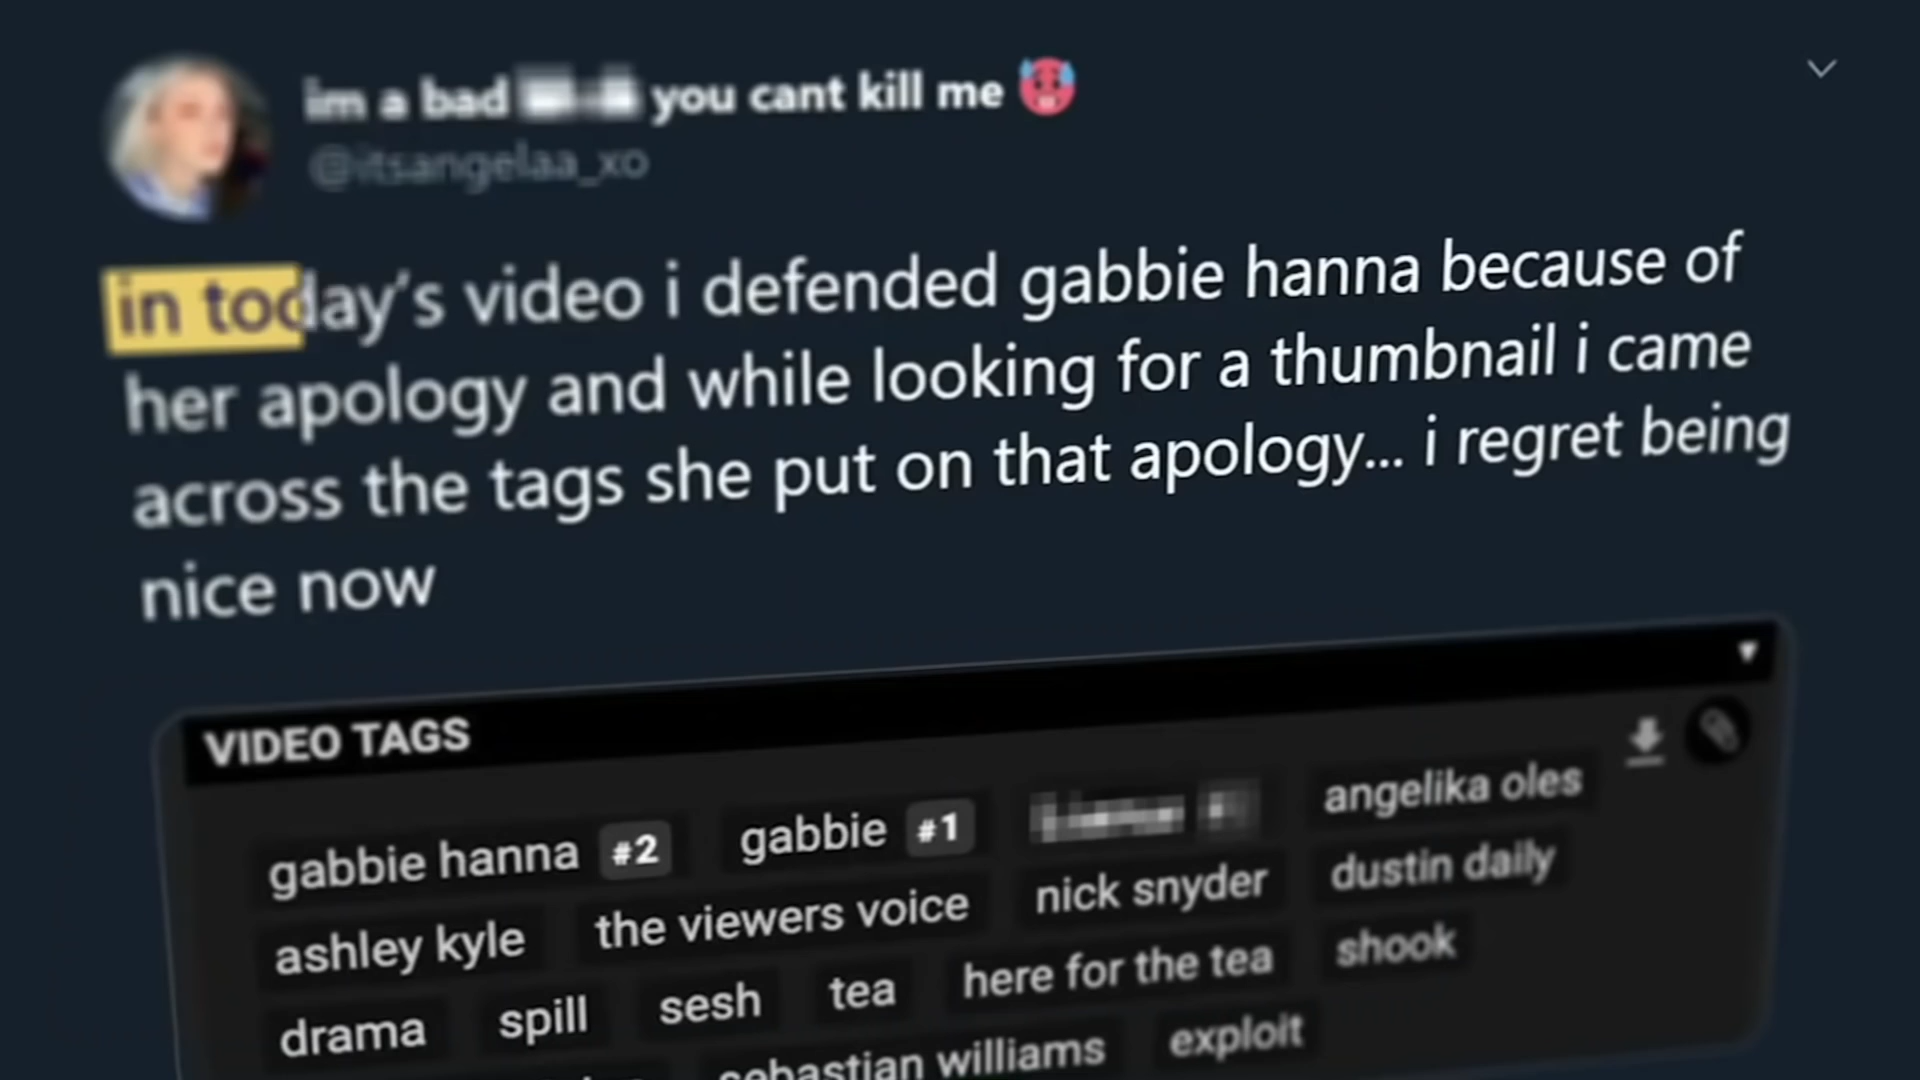 im a bad you cant kill me
@itsangelaa_xo
in today's video i defended gabbie hanna because of
her apology and while looking for a thumbnail i came
across the tags she put on that apology... i regret being
nice now
VIDEO TAGS
gabbie hanna #2 gabbie #1 angelika oles
ashley kyle the viewers voice nick snyder dustin daily
drama spill sesh tea here for the tea shook
sebastian williams exploit